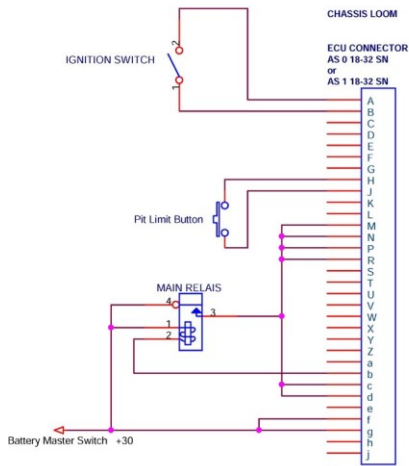 CHASSIS LOOM
ECU CONNECTOR
AS 0 18-32 SN
or
AS 1 18-32 SN
IGNITION SWITCH
2
1
A
B
C
D
E
F
G
H
J
K
L
M
N
P
R
S
T
U
V
W
X
Y
Z
a
b
c
d
e
f
g
h
j
Pit Limit Button
MAIN RELAIS
4
3
1
2
Battery Master Switch +30